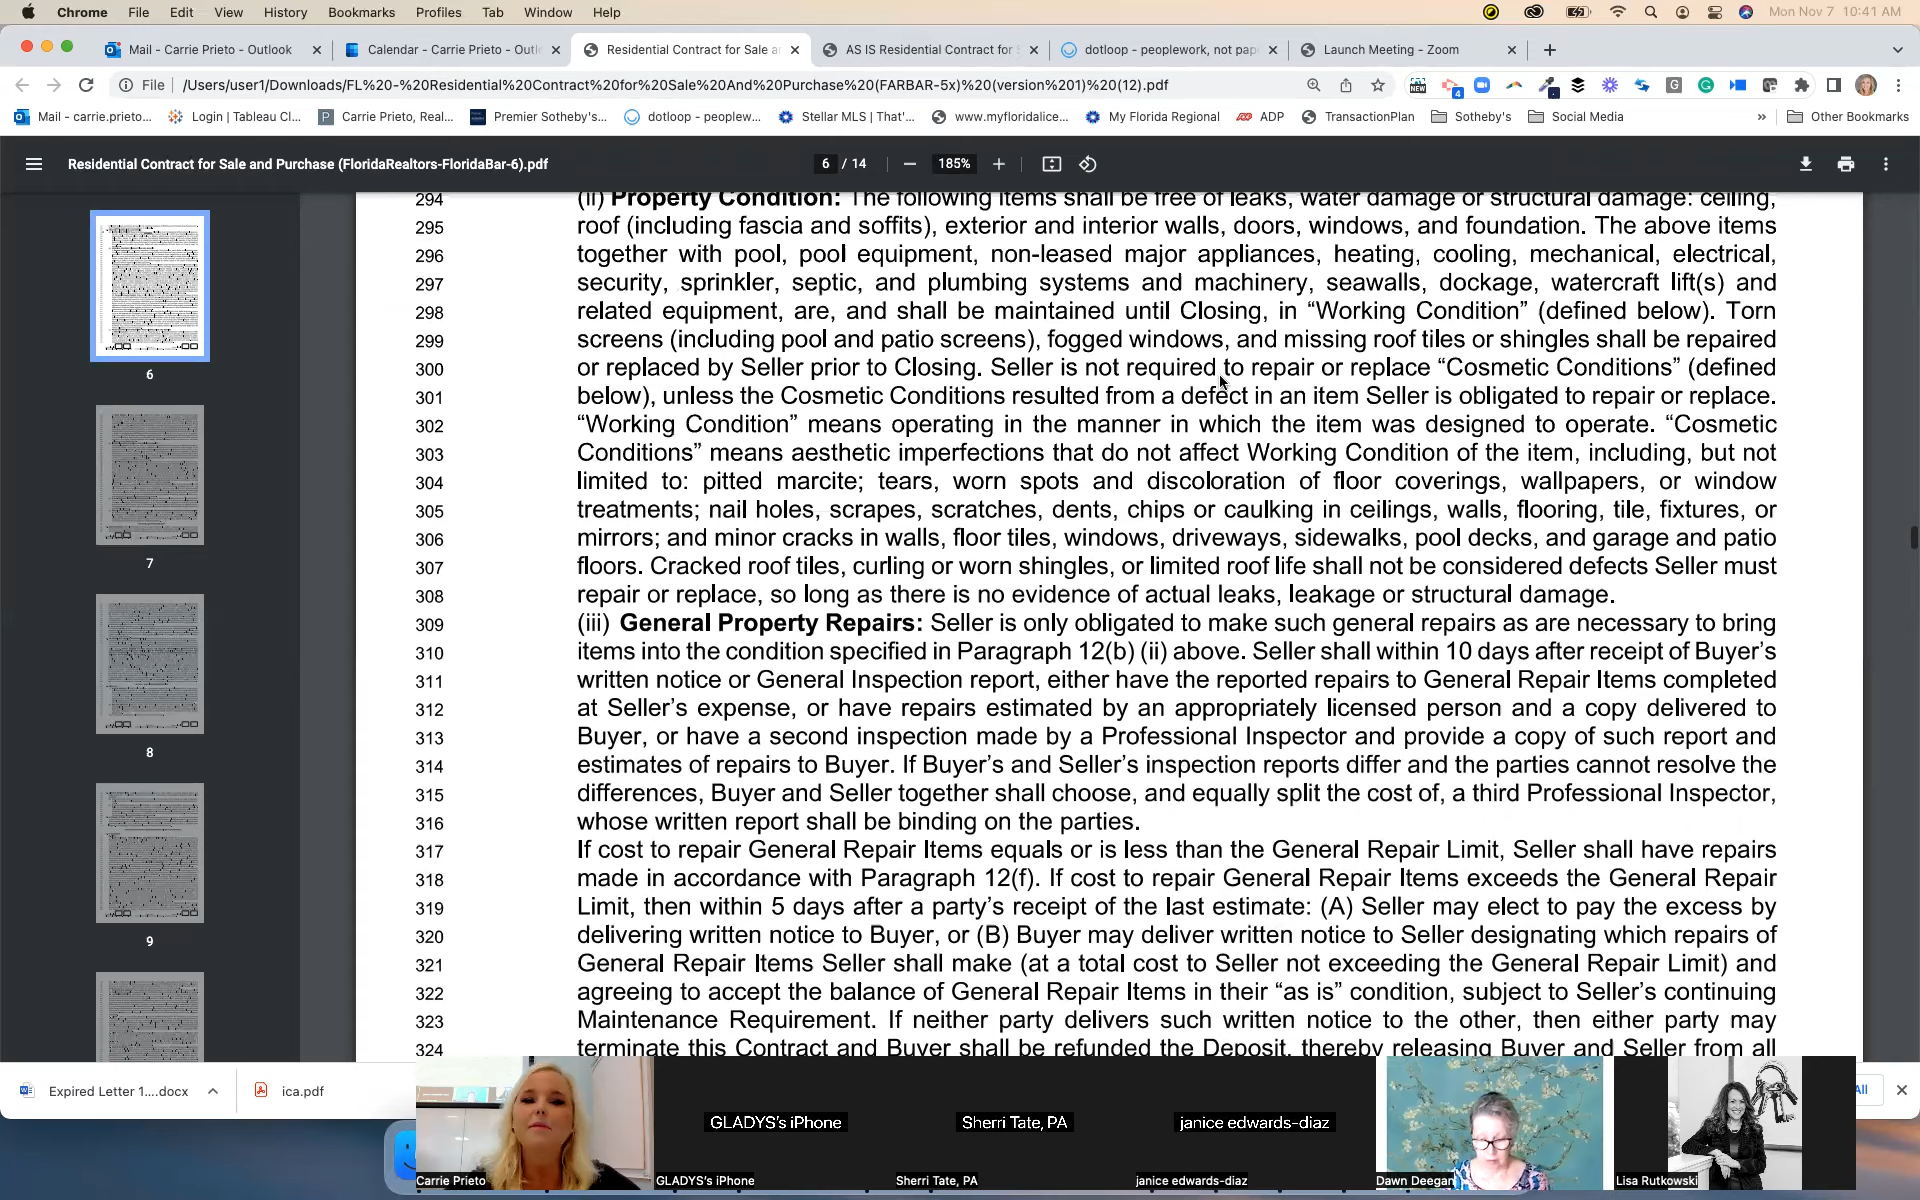 Chrome File Edit View History Bookmarks Profiles Tab Window Help Mon Nov 7 10:41 AM
Mail - Carrie Prieto - Outlook Calendar - Carrie Prieto - Outl Residential Contract for Sale a AS IS Residential Contract for S dotloop - peoplework, not pap Launch Meeting - Zoom
File /Users/user1/Downloads/FL%20-%20Residential%20Contract%20for%20Sale%20And%20Purchase%20(FARBAR-5x)%20(version%201)%20(12).pdf
Mail - carrie.prieto... Login | Tableau Cl... Carrie Prieto, Real... Premier Sotheby's... dotloop - peoplew... Stellar MLS | That'... www.myfloridalice... My Florida Regional ADP TransactionPlan Sotheby's Social Media » Other Bookmarks
Residential Contract for Sale and Purchase (FloridaRealtors-FloridaBar-6).pdf 6 / 14 185%
294 (ii) Property Condition: The following items shall be free of leaks, water damage or structural damage: ceiling,
295 roof (including fascia and soffits), exterior and interior walls, doors, windows, and foundation. The above items
296 together with pool, pool equipment, non-leased major appliances, heating, cooling, mechanical, electrical,
297 security, sprinkler, septic, and plumbing systems and machinery, seawalls, dockage, watercraft lift(s) and
298 related equipment, are, and shall be maintained until Closing, in “Working Condition” (defined below). Torn
299 screens (including pool and patio screens), fogged windows, and missing roof tiles or shingles shall be repaired
300 or replaced by Seller prior to Closing. Seller is not required to repair or replace “Cosmetic Conditions” (defined
301 below), unless the Cosmetic Conditions resulted from a defect in an item Seller is obligated to repair or replace.
302 “Working Condition” means operating in the manner in which the item was designed to operate. “Cosmetic
303 Conditions” means aesthetic imperfections that do not affect Working Condition of the item, including, but not
304 limited to: pitted marcite; tears, worn spots and discoloration of floor coverings, wallpapers, or window
305 treatments; nail holes, scrapes, scratches, dents, chips or caulking in ceilings, walls, flooring, tile, fixtures, or
306 mirrors; and minor cracks in walls, floor tiles, windows, driveways, sidewalks, pool decks, and garage and patio
307 floors. Cracked roof tiles, curling or worn shingles, or limited roof life shall not be considered defects Seller must
308 repair or replace, so long as there is no evidence of actual leaks, leakage or structural damage.
309 (iii) General Property Repairs: Seller is only obligated to make such general repairs as are necessary to bring
310 items into the condition specified in Paragraph 12(b) (ii) above. Seller shall within 10 days after receipt of Buyer’s
311 written notice or General Inspection report, either have the reported repairs to General Repair Items completed
312 at Seller’s expense, or have repairs estimated by an appropriately licensed person and a copy delivered to
313 Buyer, or have a second inspection made by a Professional Inspector and provide a copy of such report and
314 estimates of repairs to Buyer. If Buyer’s and Seller’s inspection reports differ and the parties cannot resolve the
315 differences, Buyer and Seller together shall choose, and equally split the cost of, a third Professional Inspector,
316 whose written report shall be binding on the parties.
317 If cost to repair General Repair Items equals or is less than the General Repair Limit, Seller shall have repairs
318 made in accordance with Paragraph 12(f). If cost to repair General Repair Items exceeds the General Repair
319 Limit, then within 5 days after a party’s receipt of the last estimate: (A) Seller may elect to pay the excess by
320 delivering written notice to Buyer, or (B) Buyer may deliver written notice to Seller designating which repairs of
321 General Repair Items Seller shall make (at a total cost to Seller not exceeding the General Repair Limit) and
322 agreeing to accept the balance of General Repair Items in their “as is” condition, subject to Seller’s continuing
323 Maintenance Requirement. If neither party delivers such written notice to the other, then either party may
324 terminate this Contract and Buyer shall be refunded the Deposit, thereby releasing Buyer and Seller from all
6
7
8
9
Expired Letter 1....docx ica.pdf All
GLADYS's iPhone Sherri Tate, PA janice edwards-diaz
Carrie Prieto GLADYS's iPhone Sherri Tate, PA janice edwards-diaz Dawn Deegan Lisa Rutkowski